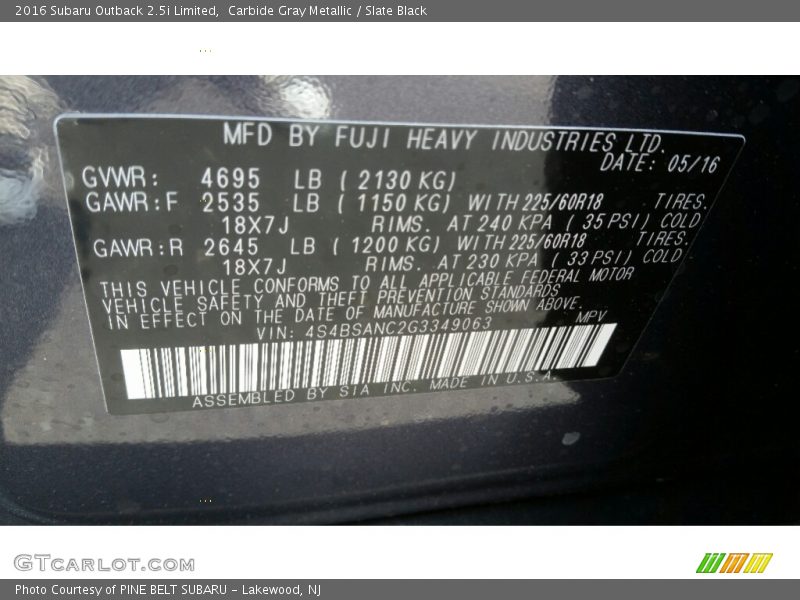 2016 Subaru Outback 2.5i Limited,  Carbide Gray Metallic / Slate Black
MFD BY FUJI HEAVY INDUSTRIES LTD.
DATE: 05/16
GVWR: 4695 LB (2130 KG)
GAWR:F 2535 LB (1150 KG) WITH 225/60R18 TIRES.
18X7J RIMS. AT 240 KPA (35 PSI) COLD
GAWR:R 2645 LB (1200 KG) WITH 225/60R18 TIRES.
18X7J RIMS. AT 230 KPA (33 PSI) COLD
THIS VEHICLE CONFORMS TO ALL APPLICABLE FEDERAL MOTOR
VEHICLE SAFETY AND THEFT PREVENTION STANDARDS
IN EFFECT ON THE DATE OF MANUFACTURE SHOWN ABOVE.
VIN: 4S4BSANC2G3349063 MPV
ASSEMBLED BY SIA INC. MADE IN U.S.A.
GTcarlot.com
Photo Courtesy of PINE BELT SUBARU - Lakewood, NJ